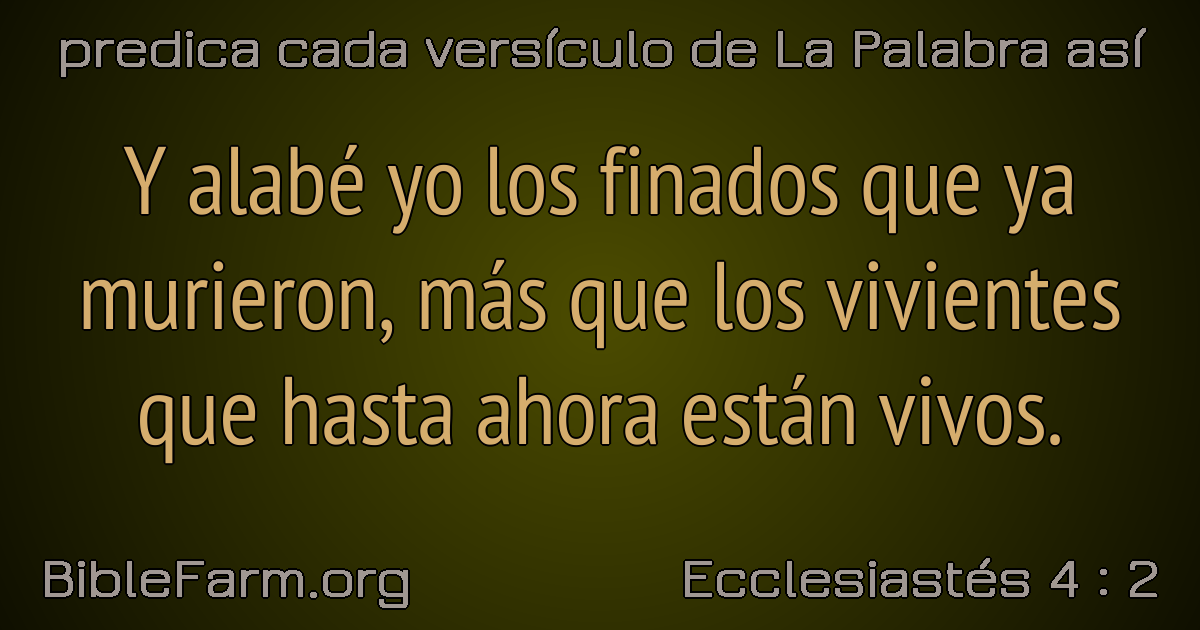 predica cada versículo de La Palabra así
Y alabé yo los finados que ya
murieron, más que los vivientes
que hasta ahora están vivos.
BibleFarm.org
Ecclesiastés 4 : 2